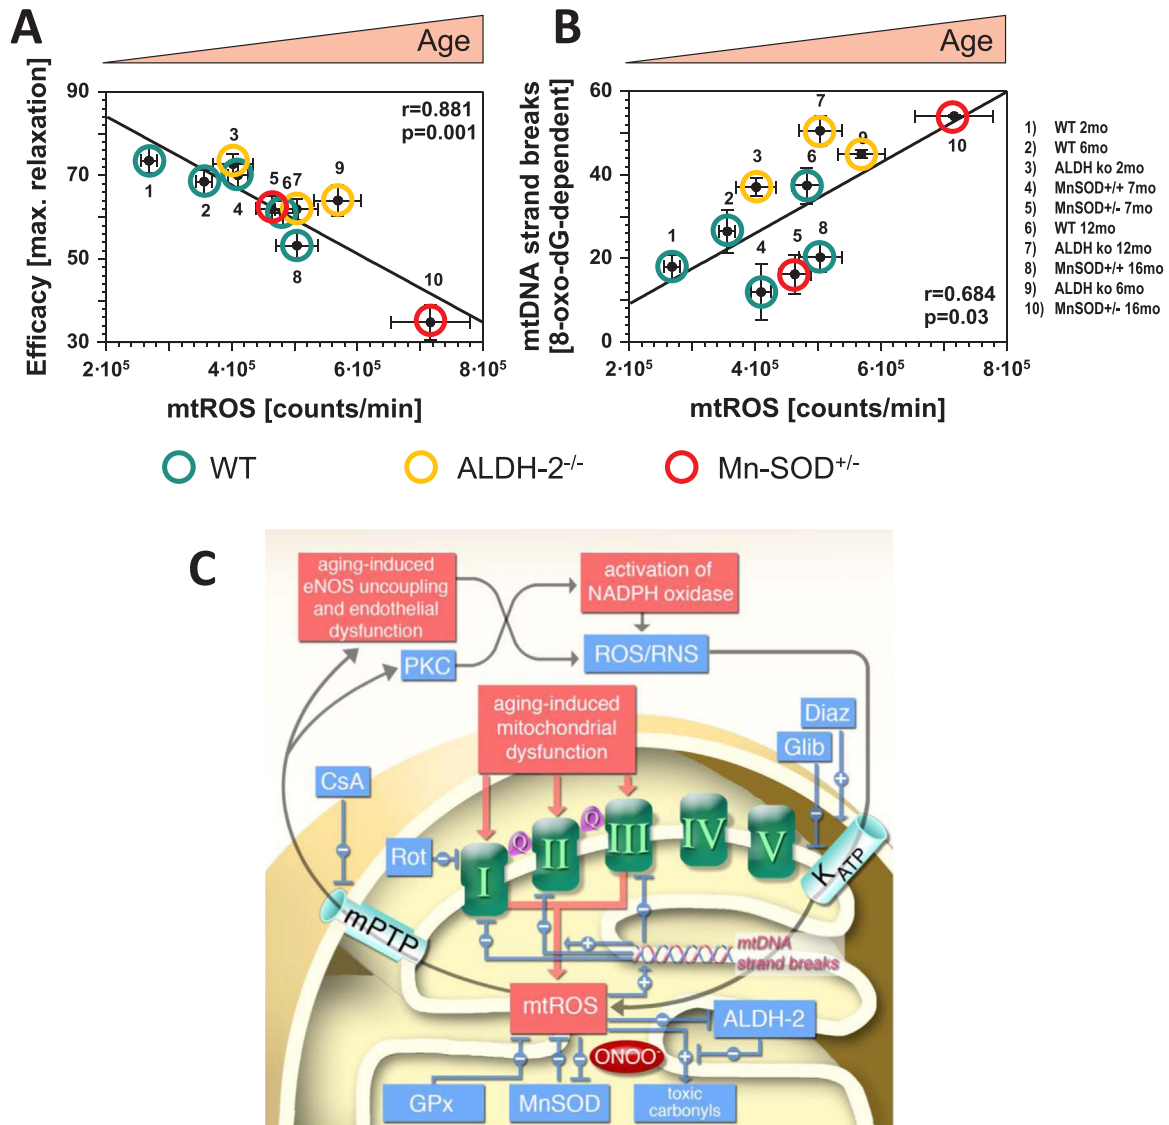 A
Age
Efficacy [max. relaxation]
90
70
50
30
r=0.881
p=0.001
1
2
3
4
5
67
8
9
10
2·10⁵
4·10⁵
6·10⁵
8·10⁵
mtROS [counts/min]
B
Age
mtDNA strand breaks
[8-oxo-dG-dependent]
60
40
20
0
1
2
3
4
5
6
7
8
9
10
r=0.684
p=0.03
2·10⁵
4·10⁵
6·10⁵
8·10⁵
mtROS [counts/min]
1) WT 2mo
2) WT 6mo
3) ALDH ko 2mo
4) MnSOD+/+ 7mo
5) MnSOD+/- 7mo
6) WT 12mo
7) ALDH ko 12mo
8) MnSOD+/+ 16mo
9) ALDH ko 6mo
10) MnSOD+/- 16mo
WT
ALDH-2⁻/⁻
Mn-SOD⁺/⁻
C
aging-induced
eNOS uncoupling
and endothelial
dysfunction
activation of
NADPH oxidase
PKC
ROS/RNS
aging-induced
mitochondrial
dysfunction
Diaz
Glib
CsA
Rot
I
Q
II
Q
III
IV
V
K ATP
mPTP
mtDNA
strand breaks
mtROS
ALDH-2
ONOO⁻
GPx
MnSOD
toxic
carbonyls